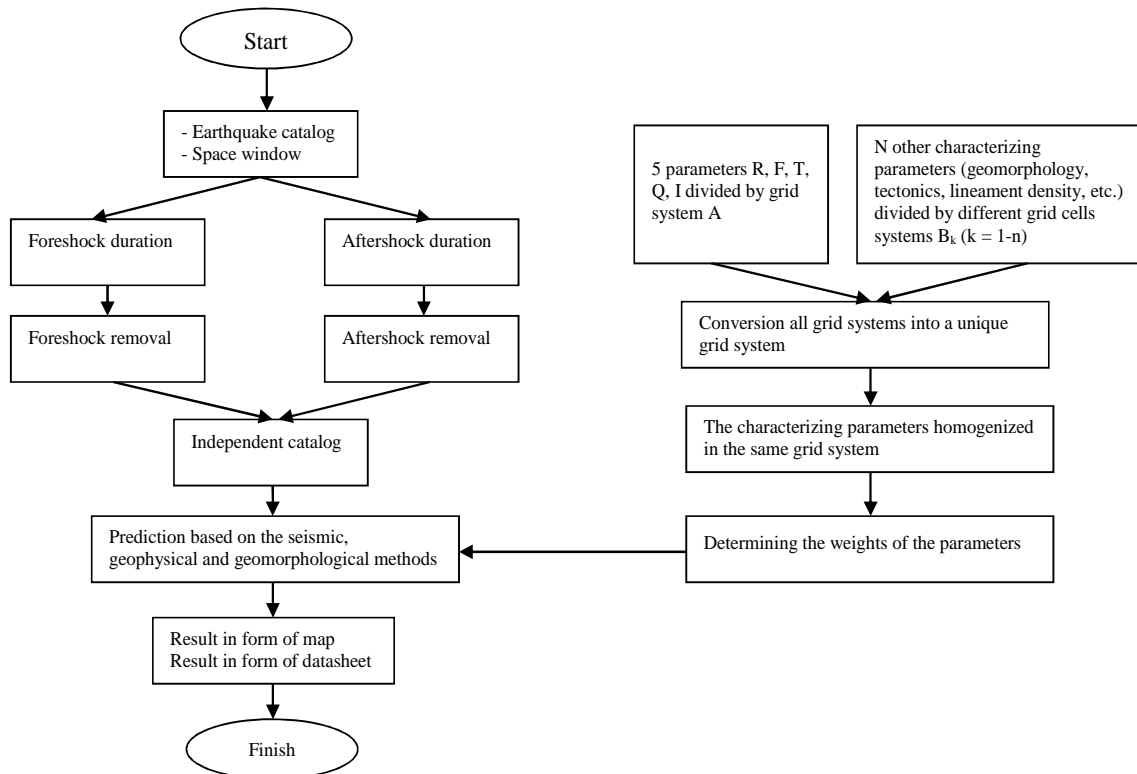 Start
- Earthquake catalog
- Space window
Foreshock duration
Aftershock duration
Foreshock removal
Aftershock removal
Independent catalog
Prediction based on the seismic,
geophysical and geomorphological methods
Result in form of map
Result in form of datasheet
Finish
5 parameters R, F, T,
Q, I divided by grid
system A
N other characterizing
parameters (geomorphology,
tectonics, lineament density, etc.)
divided by different grid cells
systems Bₖ (k = 1-n)
Conversion all grid systems into a unique
grid system
The characterizing parameters homogenized
in the same grid system
Determining the weights of the parameters